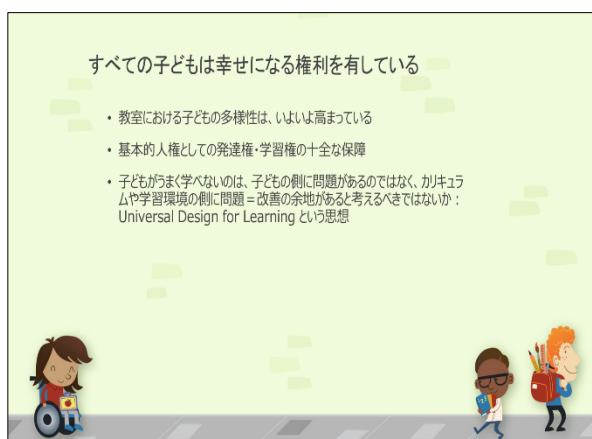 すべての子どもは幸せになる権利を有している
• 教室における子どもの多様性は、いよいよ高まっている
• 基本的人権としての発達権・学習権の十全な保障
• 子どもがうまく学べないのは、子どもの側に問題があるのではなく、カリキュラ
ムや学習環境の側に問題＝改善の余地があると考えるべきではないか：
Universal Design for Learning という思想